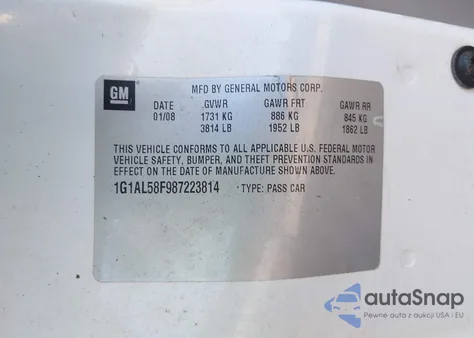 GM
MFD BY GENERAL MOTORS CORP.
DATE GVWR GAWR FRT GAWR RR
01/08 1731 KG 886 KG 845 KG
3814 LB 1952 LB 1862 LB
THIS VEHICLE CONFORMS TO ALL APPLICABLE U.S. FEDERAL MOTOR
VEHICLE SAFETY, BUMPER, AND THEFT PREVENTION STANDARDS IN
EFFECT ON THE DATE OF MANUFACTURE SHOWN ABOVE.
1G1AL58F987223814 TYPE: PASS CAR
autoSnap
Pewne auta z aukcji USA i EU